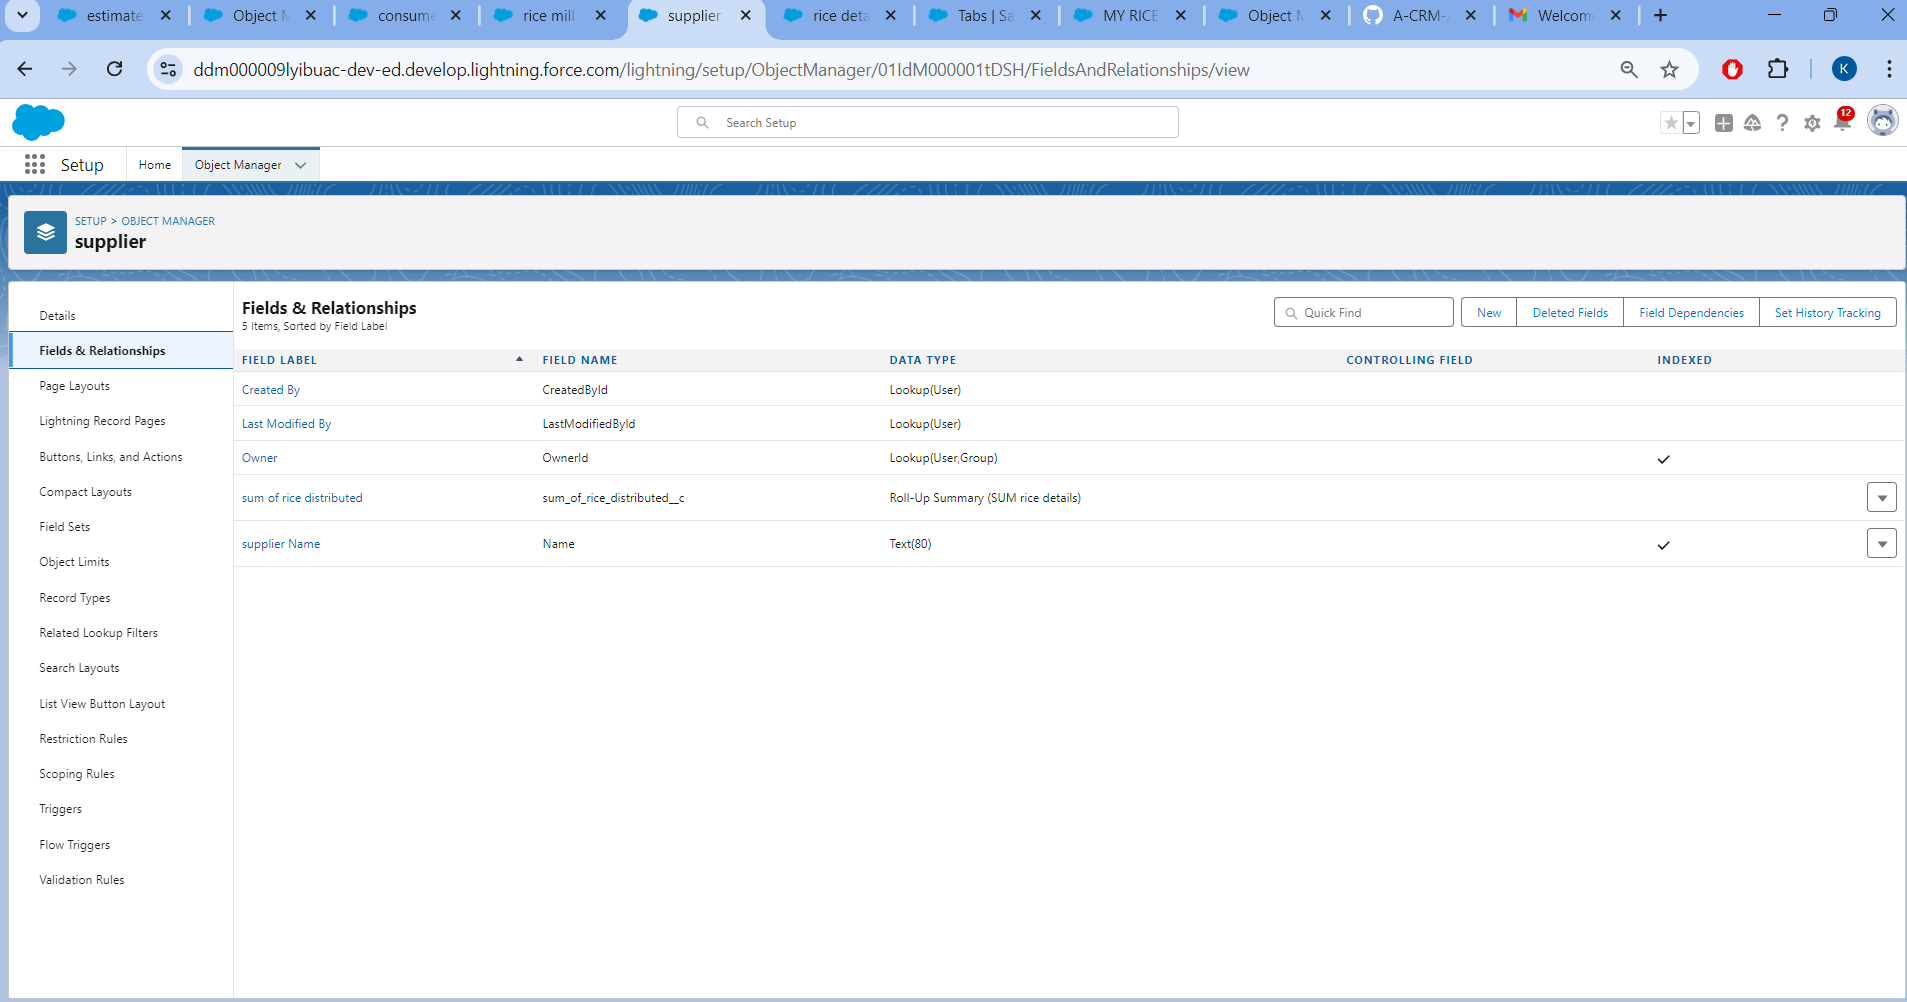 estimate
Object M
consume
rice mill
supplier
rice deta
Tabs | Sa
MY RICE
Object M
A-CRM-
Welcom
ddm000009lyibuac-dev-ed.develop.lightning.force.com/lightning/setup/ObjectManager/01IdM000001tDSH/FieldsAndRelationships/view
K
Search Setup
12
Setup
Home
Object Manager
SETUP > OBJECT MANAGER
supplier
Details
Fields & Relationships
Page Layouts
Lightning Record Pages
Buttons, Links, and Actions
Compact Layouts
Field Sets
Object Limits
Record Types
Related Lookup Filters
Search Layouts
List View Button Layout
Restriction Rules
Scoping Rules
Triggers
Flow Triggers
Validation Rules
Fields & Relationships
5 Items, Sorted by Field Label
Quick Find
New
Deleted Fields
Field Dependencies
Set History Tracking
FIELD LABEL FIELD NAME DATA TYPE CONTROLLING FIELD INDEXED
Created By CreatedById Lookup(User)
Last Modified By LastModifiedById Lookup(User)
Owner OwnerId Lookup(User,Group)
sum of rice distributed sum_of_rice_distributed__c Roll-Up Summary (SUM rice details)
supplier Name Name Text(80)